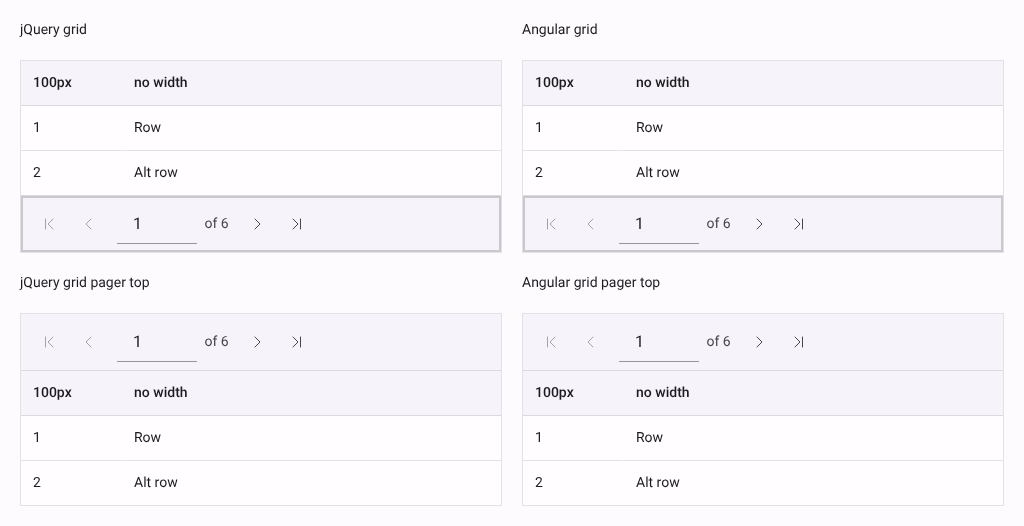 jQuery grid
100px no width
1 Row
2 Alt row
1 of 6
Angular grid
100px no width
1 Row
2 Alt row
1 of 6
jQuery grid pager top
1 of 6
100px no width
1 Row
2 Alt row
Angular grid pager top
1 of 6
100px no width
1 Row
2 Alt row